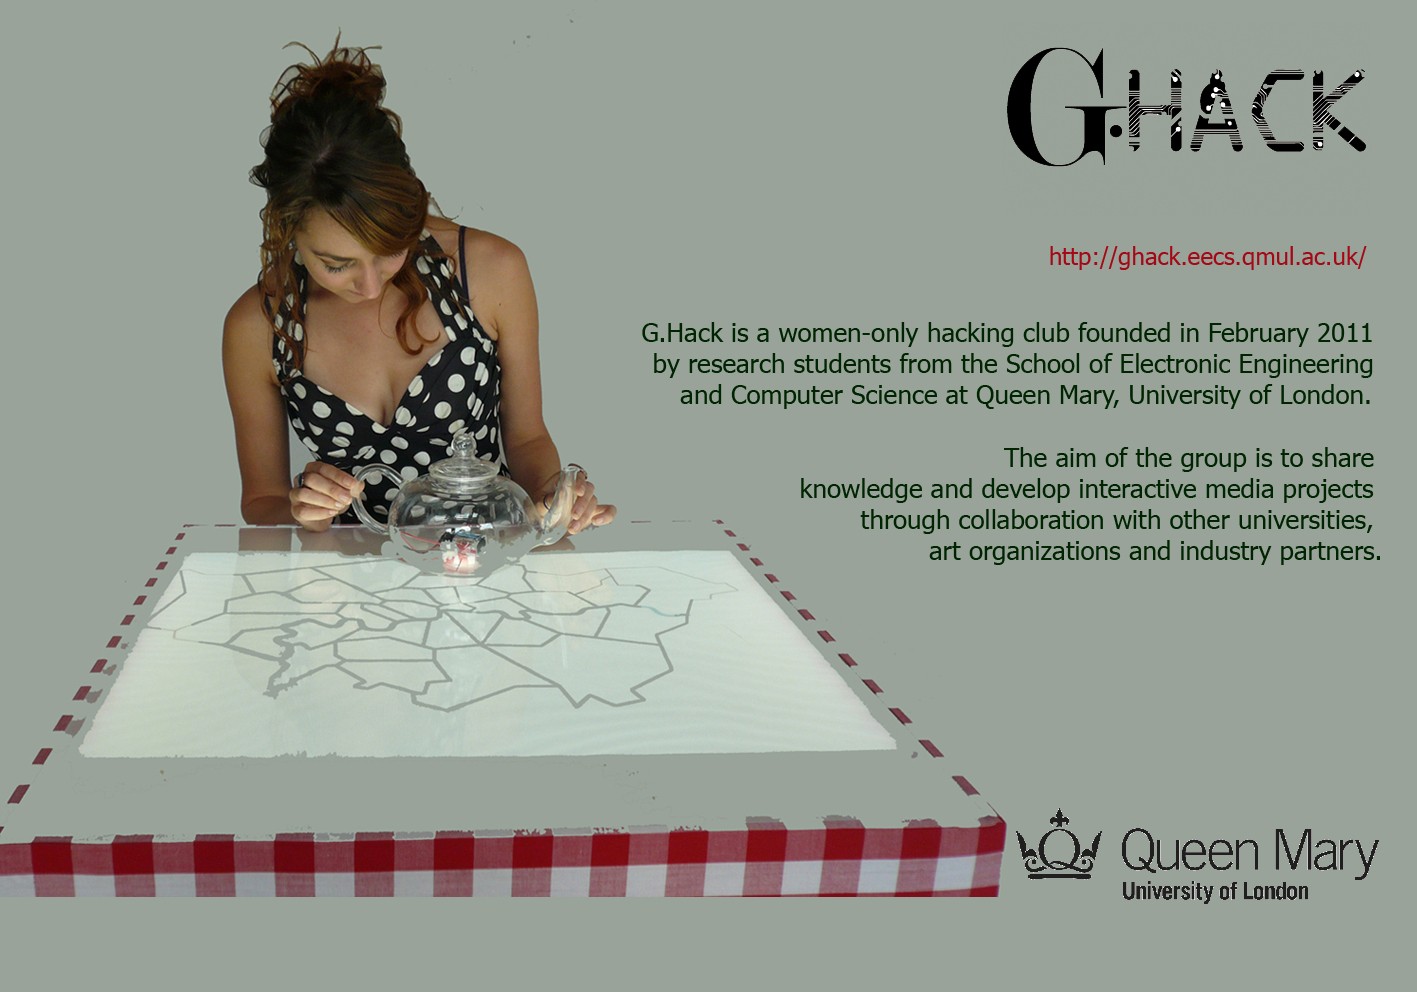 G.HACK
http://ghack.eecs.qmul.ac.uk/
G.Hack is a women-only hacking club founded in February 2011
by research students from the School of Electronic Engineering
and Computer Science at Queen Mary, University of London.
The aim of the group is to share
knowledge and develop interactive media projects
through collaboration with other universities,
art organizations and industry partners.
Queen Mary
University of London